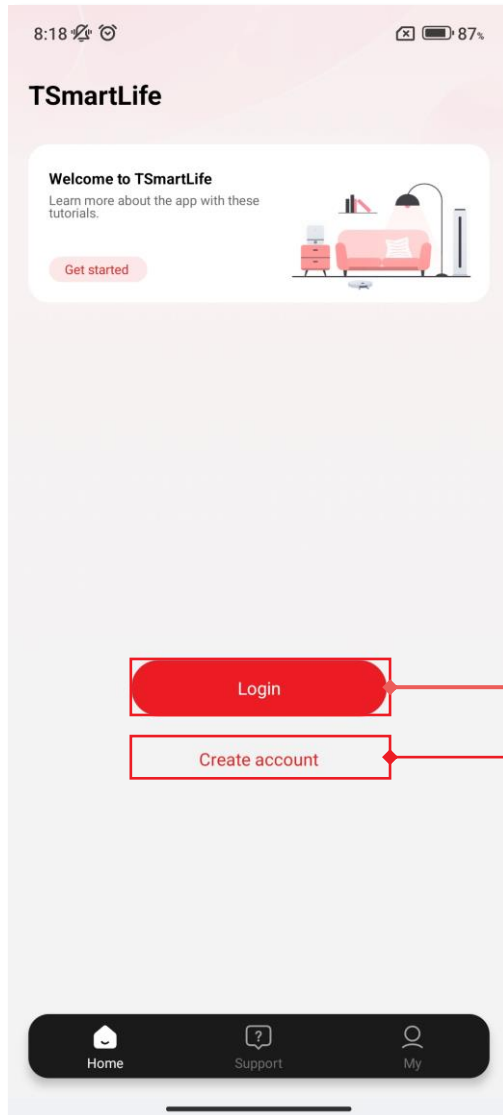 8:18 87%
TSmartLife
Welcome to TSmartLife
Learn more about the app with these
tutorials.
Get started
Login
Create account
?
Home Support My